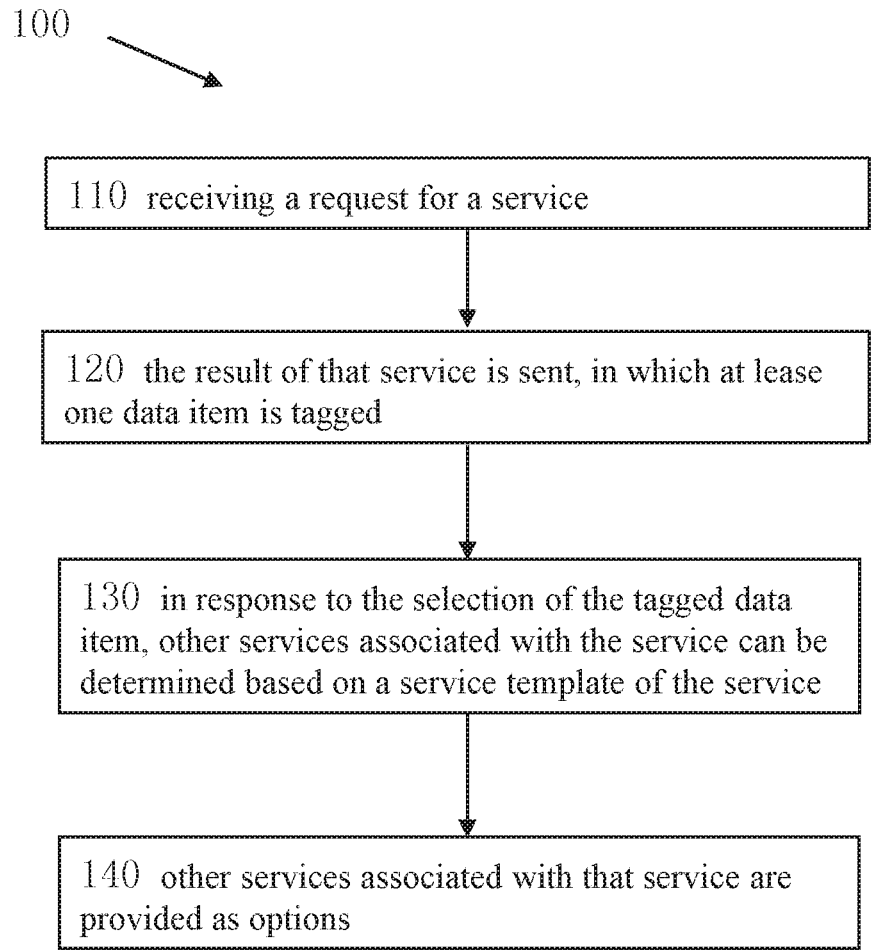 100
110 receiving a request for a service
120 the result of that service is sent, in which at lease
one data item is tagged
130 in response to the selection of the tagged data
item, other services associated with the service can be
determined based on a service template of the service
140 other services associated with that service are
provided as options